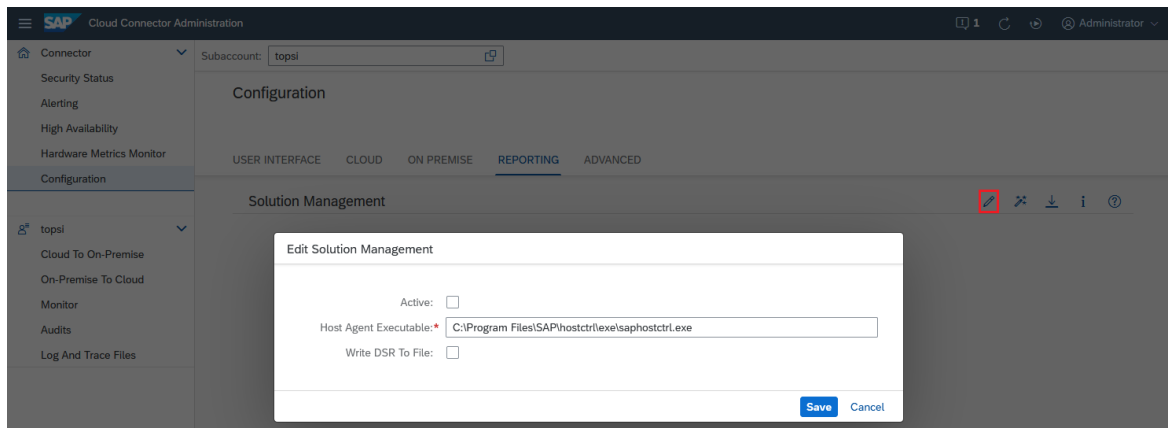 SAP Cloud Connector Administration
1
Administrator
Connector
Security Status
Alerting
High Availability
Hardware Metrics Monitor
Configuration
topsi
Cloud To On-Premise
On-Premise To Cloud
Monitor
Audits
Log And Trace Files
Subaccount: topsi
Configuration
USER INTERFACE CLOUD ON PREMISE REPORTING ADVANCED
Solution Management
Edit Solution Management
Active:
Host Agent Executable:* C:\Program Files\SAP\hostctrl\exe\saphostctrl.exe
Write DSR To File:
Save Cancel